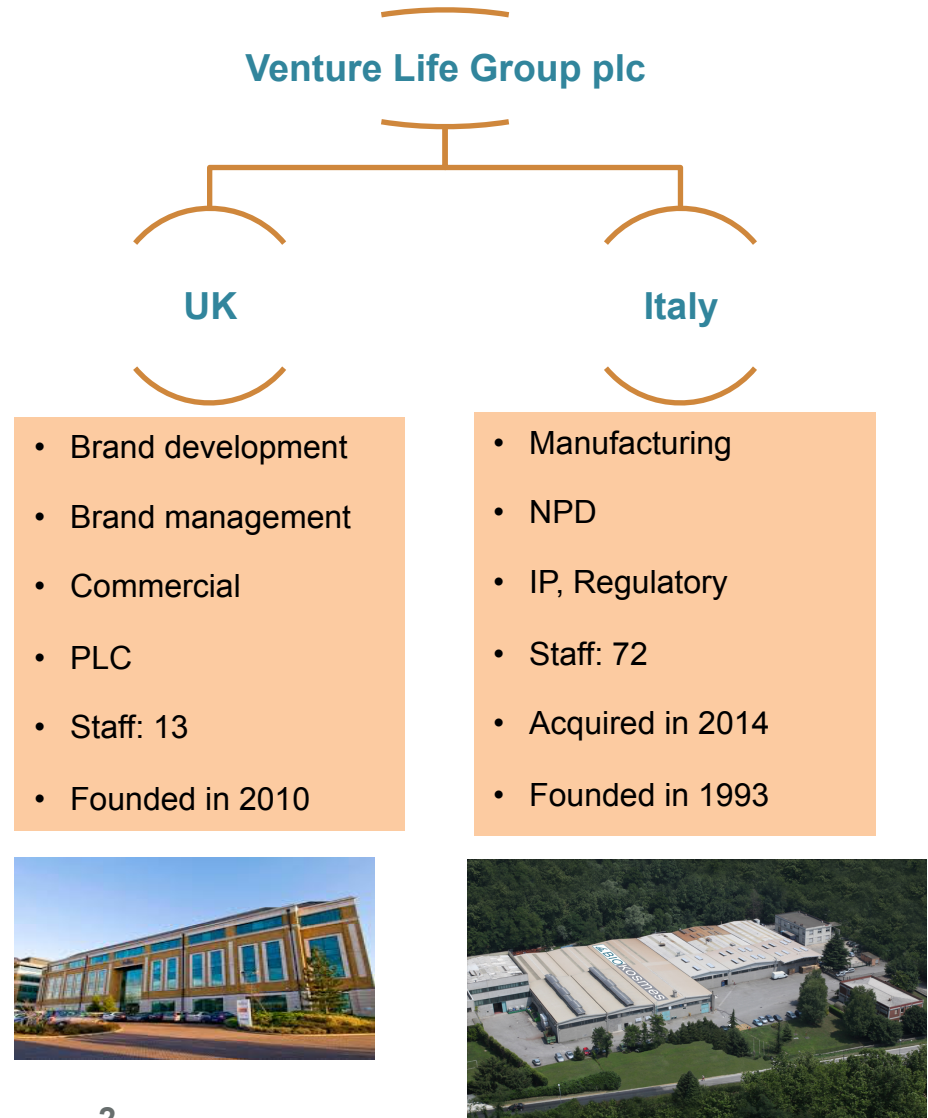 Venture Life Group plc
UK
Italy
• Brand development
• Brand management
• Commercial
• PLC
• Staff: 13
• Founded in 2010
• Manufacturing
• NPD
• IP, Regulatory
• Staff: 72
• Acquired in 2014
• Founded in 1993
BIOKOSMES